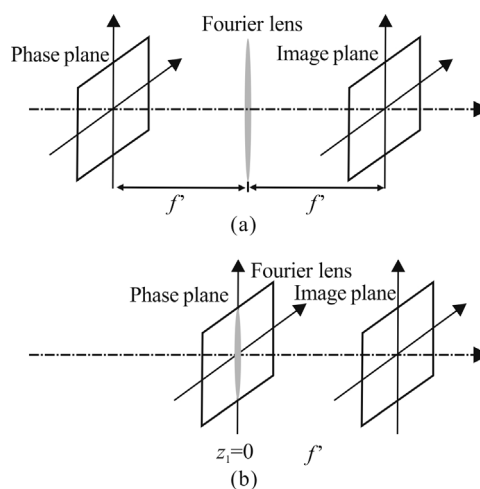 Fourier lens
Phase plane
Image plane
f'
f'
(a)
Fourier lens
Phase plane
Image plane
z₁=0
f'
(b)